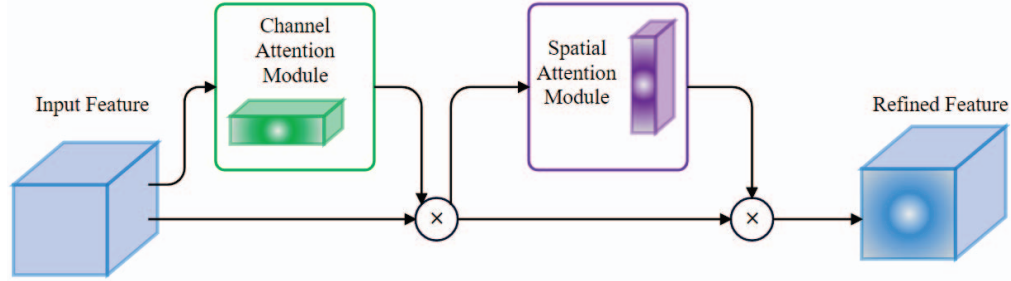 Input Feature
Channel
Attention
Module
×
Spatial
Attention
Module
×
Refined Feature